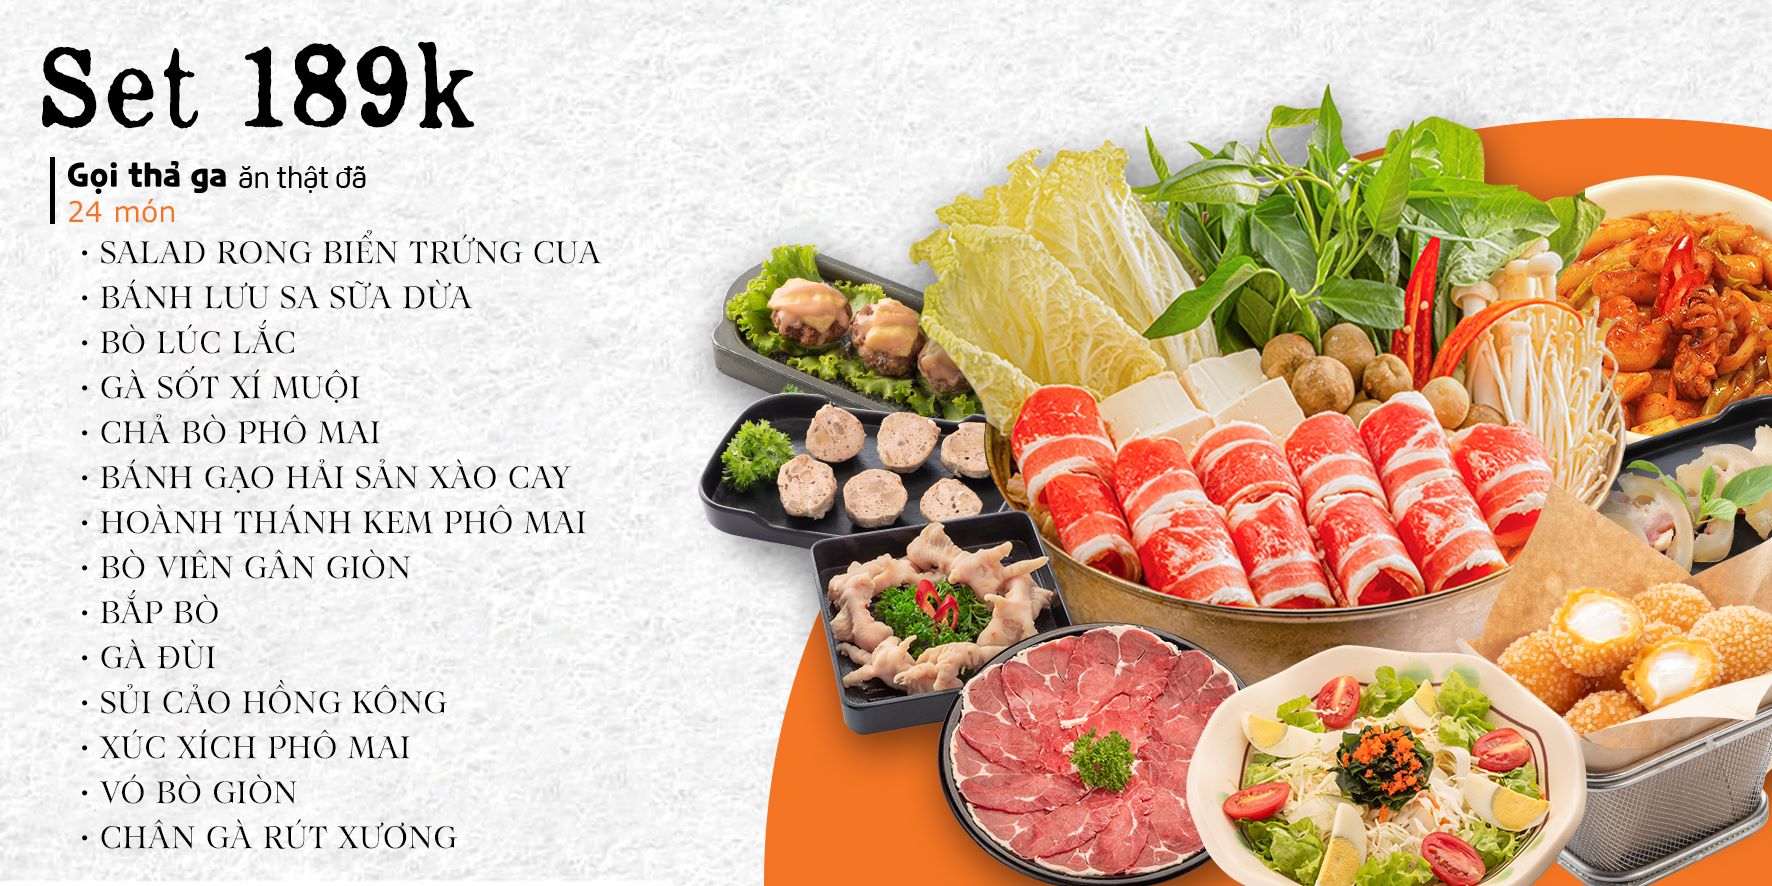 Set 189k
Gọi thả ga ăn thật đã
24 món
• SALAD RONG BIỂN TRỨNG CUA
• BÁNH LƯU SA SỮA DỪA
• BÒ LÚC LẮC
• GÀ SỐT XÍ MUỘI
• CHẢ BÒ PHÔ MAI
• BÁNH GẠO HẢI SẢN XÀO CAY
• HOÀNH THÁNH KEM PHÔ MAI
• BÒ VIÊN GÂN GIÒN
• BẮP BÒ
• GÀ ĐÙI
• SỦI CẢO HỒNG KÔNG
• XÚC XÍCH PHÔ MAI
• VÓ BÒ GIÒN
• CHÂN GÀ RÚT XƯƠNG